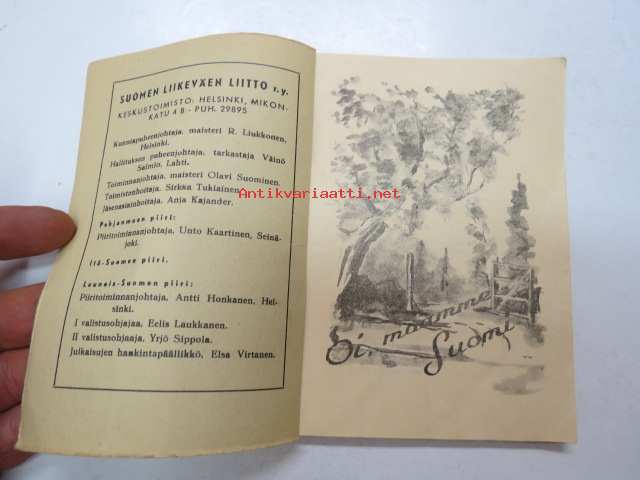 SUOMEN LIIKEVÄEN LIITTO r.y.
KESKUSTOIMISTO: HELSINKI, MIKON-
KATU 4 B - PUH. 29895
Kunniapuheenjohtaja, maisteri R. Liukkonen,
Helsinki.
Hallituksen puheenjohtaja, tarkastaja Väinö
Salmio, Lahti.
Toiminnanjohtaja, maisteri Olavi Suominen.
Toimistonhoitaja, Sirkka Tukiainen
Jäsenasiainhoitaja, Anja Kajander.
Pohjanmaan piiri:
Piiritoiminnanjohtaja, Unto Kaartinen, Seinä-
joki.
Itä-Suomen piiri.
Lounais-Suomen piiri:
Piiritoiminnanjohtaja, Antti Honkanen, Hel-
sinki.
I valistusohjaaja, Eelis Laukkanen.
II valistusohjaaja, Yrjö Sippola.
Julkaisujen hankintapäällikkö, Elsa Virtanen.
Antikvariaatti.net
Oi, maamme
Suomi